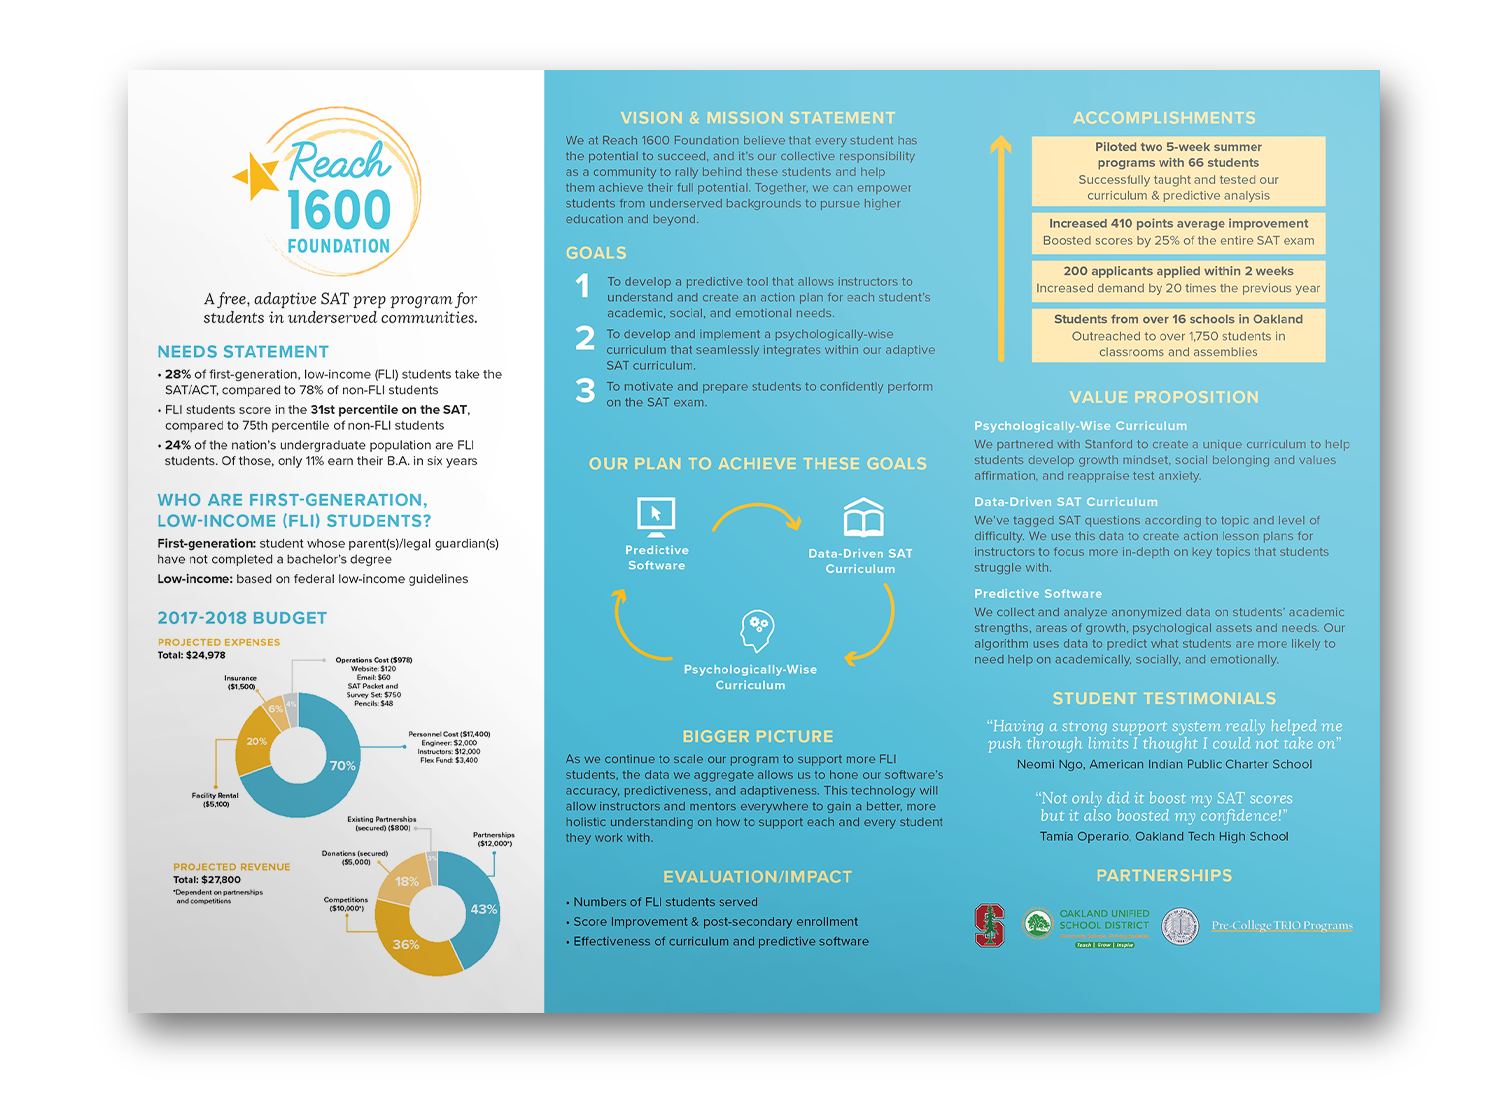 Reach
1600
FOUNDATION
A free, adaptive SAT prep program for
students in underserved communities.
NEEDS STATEMENT
• 28% of first-generation, low-income (FLI) students take the
SAT/ACT, compared to 78% of non-FLI students
• FLI students score in the 31st percentile on the SAT,
compared to 75th percentile of non-FLI students
• 24% of the nation's undergraduate population are FLI
students. Of those, only 11% earn their B.A. in six years
WHO ARE FIRST-GENERATION,
LOW-INCOME (FLI) STUDENTS?
First-generation: student whose parent(s)/legal guardian(s)
have not completed a bachelor's degree
Low-income: based on federal low-income guidelines
2017-2018 BUDGET
PROJECTED EXPENSES
Total: $24,978
Operations Cost ($978)
Website: $120
Email: $60
SAT Packet and
Survey Set: $750
Pencils: $48
Insurance
($1,500)
4%
6%
20%
70%
Personnel Cost ($17,400)
Engineer: $2,000
Instructors: $12,000
Flex Fund: $3,400
Facility Rental
($5,100)
Existing Partnerships
(secured) ($800)
Partnerships
($12,000*)
Donations (secured)
($5,000)
PROJECTED REVENUE
Total: $27,800
*Dependent on partnerships
and competitions
Competitions
($10,000*)
3%
18%
43%
36%
VISION & MISSION STATEMENT
We at Reach 1600 Foundation believe that every student has
the potential to succeed, and it's our collective responsibility
as a community to rally behind these students and help
them achieve their full potential. Together, we can empower
students from underserved backgrounds to pursue higher
education and beyond.
GOALS
1 To develop a predictive tool that allows instructors to
understand and create an action plan for each student's
academic, social, and emotional needs.
2 To develop and implement a psychologically-wise
curriculum that seamlessly integrates within our adaptive
SAT curriculum.
3 To motivate and prepare students to confidently perform
on the SAT exam.
OUR PLAN TO ACHIEVE THESE GOALS
Predictive
Software
Data-Driven SAT
Curriculum
Psychologically-Wise
Curriculum
BIGGER PICTURE
As we continue to scale our program to support more FLI
students, the data we aggregate allows us to hone our software's
accuracy, predictiveness, and adaptiveness. This technology will
allow instructors and mentors everywhere to gain a better, more
holistic understanding on how to support each and every student
they work with.
EVALUATION/IMPACT
• Numbers of FLI students served
• Score Improvement & post-secondary enrollment
• Effectiveness of curriculum and predictive software
ACCOMPLISHMENTS
Piloted two 5-week summer
programs with 66 students
Successfully taught and tested our
curriculum & predictive analysis
Increased 410 points average improvement
Boosted scores by 25% of the entire SAT exam
200 applicants applied within 2 weeks
Increased demand by 20 times the previous year
Students from over 16 schools in Oakland
Outreached to over 1,750 students in
classrooms and assemblies
VALUE PROPOSITION
Psychologically-Wise Curriculum
We partnered with Stanford to create a unique curriculum to help
students develop growth mindset, social belonging and values
affirmation, and reappraise test anxiety.
Data-Driven SAT Curriculum
We've tagged SAT questions according to topic and level of
difficulty. We use this data to create action lesson plans for
instructors to focus more in-depth on key topics that students
struggle with.
Predictive Software
We collect and analyze anonymized data on students' academic
strengths, areas of growth, psychological assets and needs. Our
algorithm uses data to predict what students are more likely to
need help on academically, socially, and emotionally.
STUDENT TESTIMONIALS
"Having a strong support system really helped me
push through limits I thought I could not take on"
Neomi Ngo, American Indian Public Charter School
"Not only did it boost my SAT scores
but it also boosted my confidence!"
Tamia Operario, Oakland Tech High School
PARTNERSHIPS
S
OAKLAND UNIFIED
SCHOOL DISTRICT
Teach | Grow | Inspire
Pre-College TRIO Programs